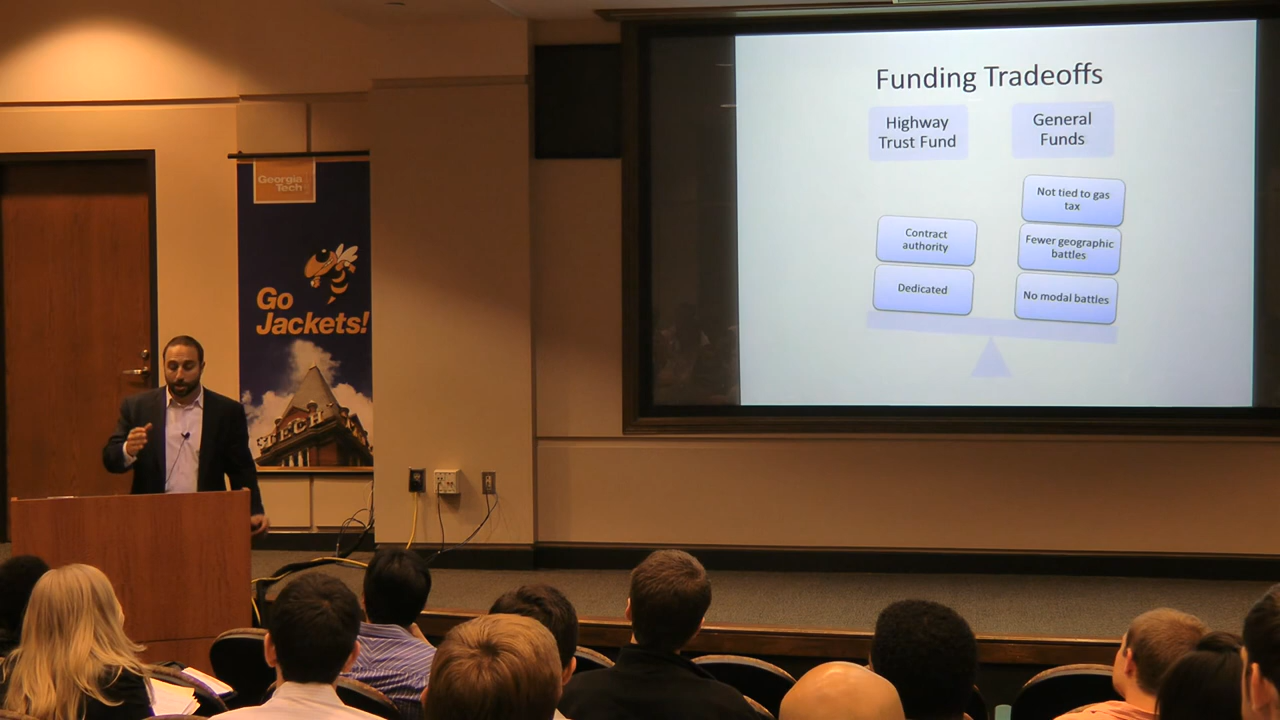 Georgia
Tech
Go
Jackets!
TECH
Funding Tradeoffs
Highway
Trust Fund
General
Funds
Contract
authority
Dedicated
Not tied to gas
tax
Fewer geographic
battles
No modal battles